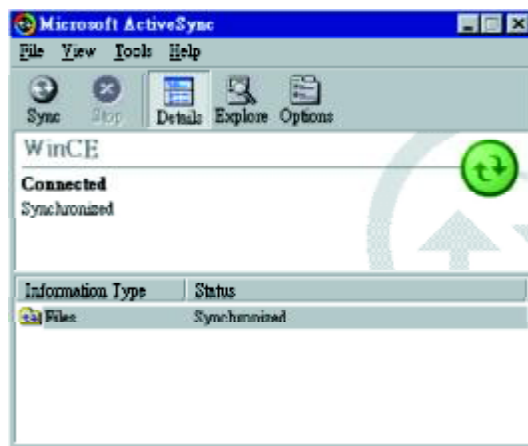 Microsoft ActiveSync
File View Tools Help
Sync Stop Details Explore Options
WinCE
Connected
Synchronized
Information Type Status
Files Synchronized